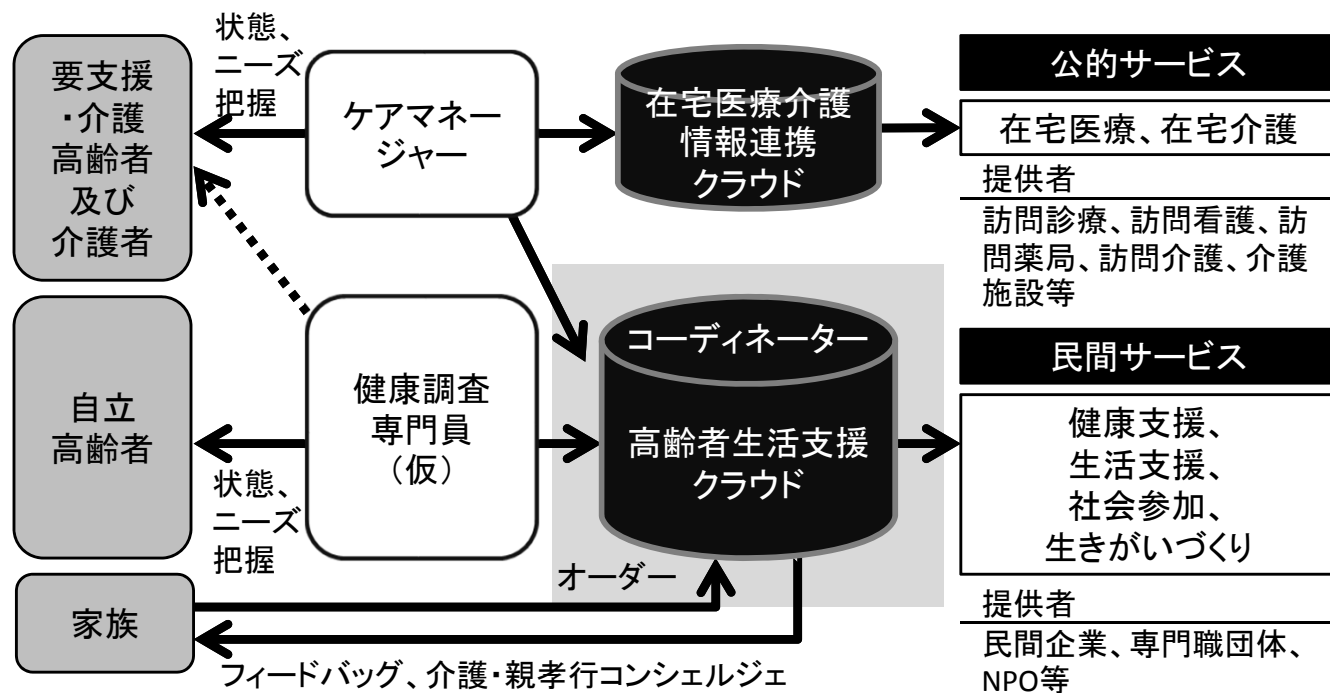 要支援
・介護
高齢者
及び
介護者
状態、
ニーズ
把握
ケアマネー
ジャー
在宅医療介護
情報連携
クラウド
公的サービス
在宅医療、在宅介護
提供者
訪問診療、訪問看護、訪
問薬局、訪問介護、介護
施設等
自立
高齢者
状態、
ニーズ
把握
健康調査
専門員
（仮）
コーディネーター
高齢者生活支援
クラウド
民間サービス
健康支援、
生活支援、
社会参加、
生きがいづくり
提供者
民間企業、専門職団体、
NPO等
家族
オーダー
フィードバッグ、介護・親孝行コンシェルジェ